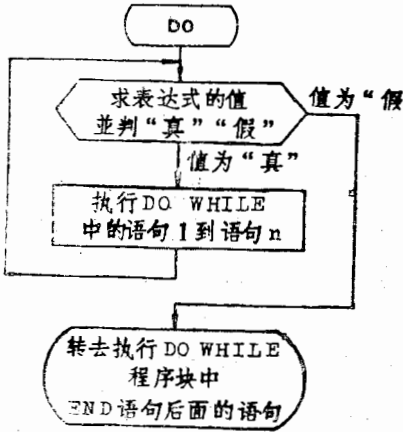 DO
求表达式的值
並判“真”“假”
值为“假
值为“真”
执行DO WHILE
中的语句1到语句n
转去执行DO WHILE
程序块中
END语句后面的语句